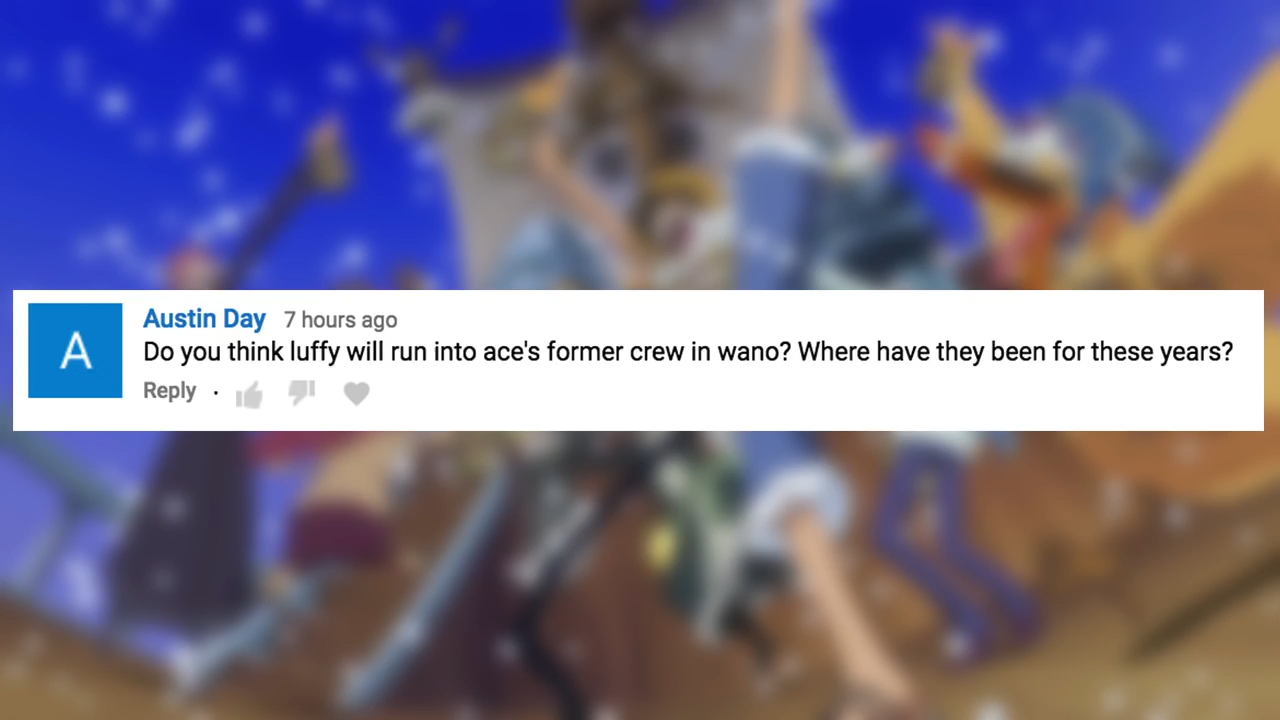 A
Austin Day 7 hours ago
Do you think luffy will run into ace's former crew in wano? Where have they been for these years?
Reply ·